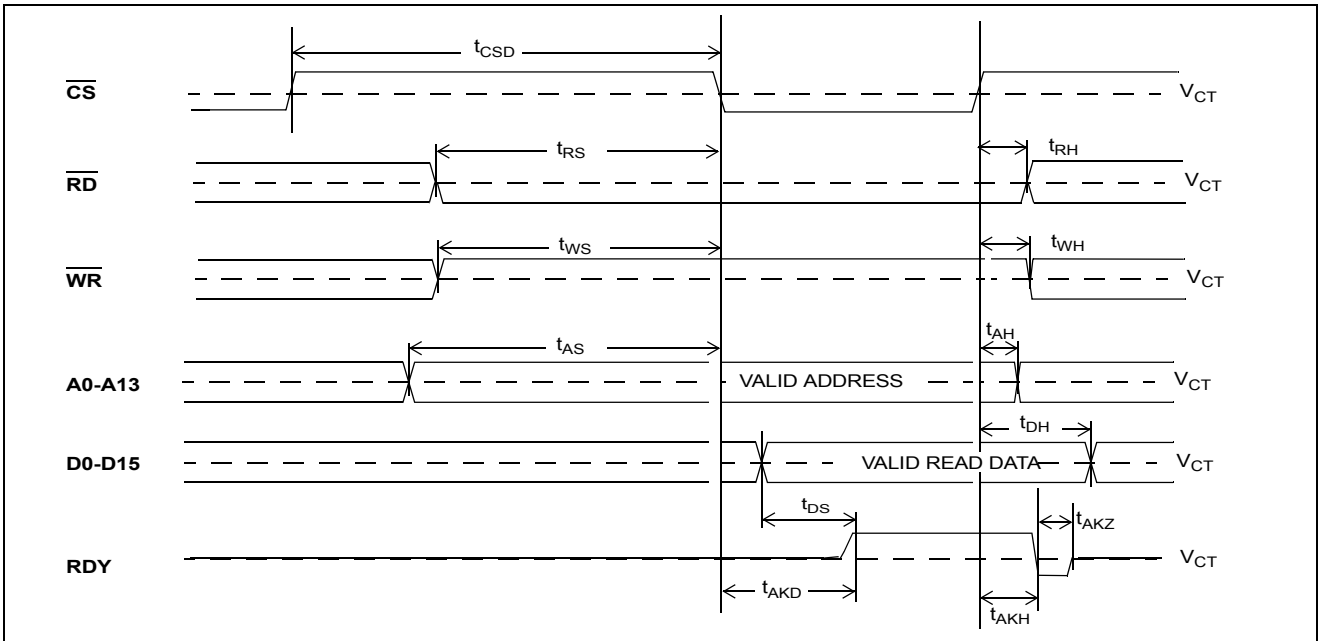 tCSD
CS VCT
tRS tRH
RD VCT
tWS tWH
WR VCT
tAS tAH
A0-A13 VALID ADDRESS VCT
tDH
D0-D15 VALID READ DATA VCT
tDS tAKZ
RDY VCT
tAKD tAKH